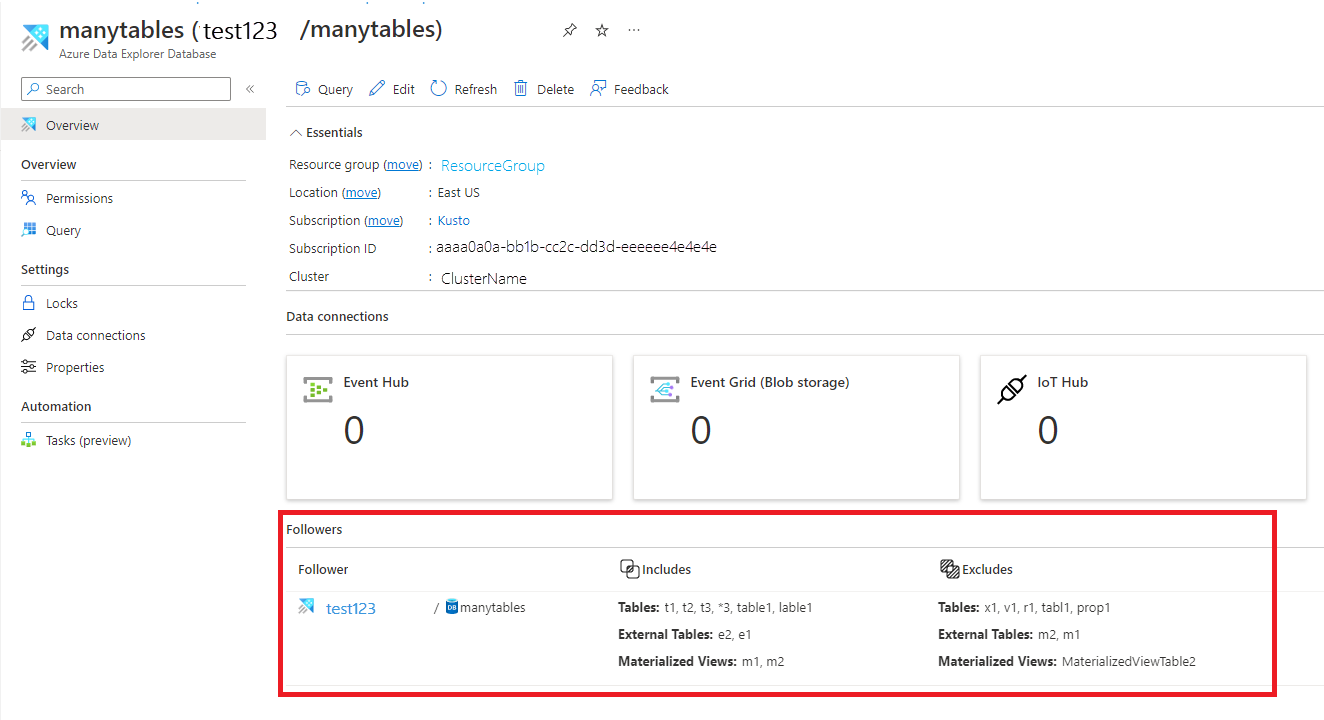 manytables (test123 /manytables)
Azure Data Explorer Database
Search
Overview
Overview
Permissions
Query
Settings
Locks
Data connections
Properties
Automation
Tasks (preview)
Query Edit Refresh Delete Feedback
Essentials
Resource group (move) : ResourceGroup
Location (move) : East US
Subscription (move) : Kusto
Subscription ID : aaaa0a0a-bb1b-cc2c-dd3d-eeeeee4e4e4e
Cluster : ClusterName
Data connections
Event Hub
0
Event Grid (Blob storage)
0
IoT Hub
0
Followers
Follower Includes Excludes
test123 / DB manytables Tables: t1, t2, t3, *3, table1, lable1 Tables: x1, v1, r1, tabl1, prop1
External Tables: e2, e1 External Tables: m2, m1
Materialized Views: m1, m2 Materialized Views: MaterializedViewTable2